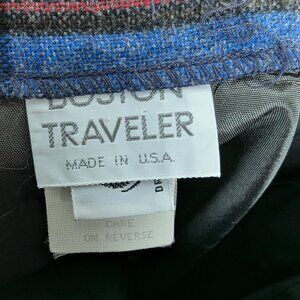 BOSTON
TRAVELER
MADE IN U.S.A.
CARE
ON REVERSE